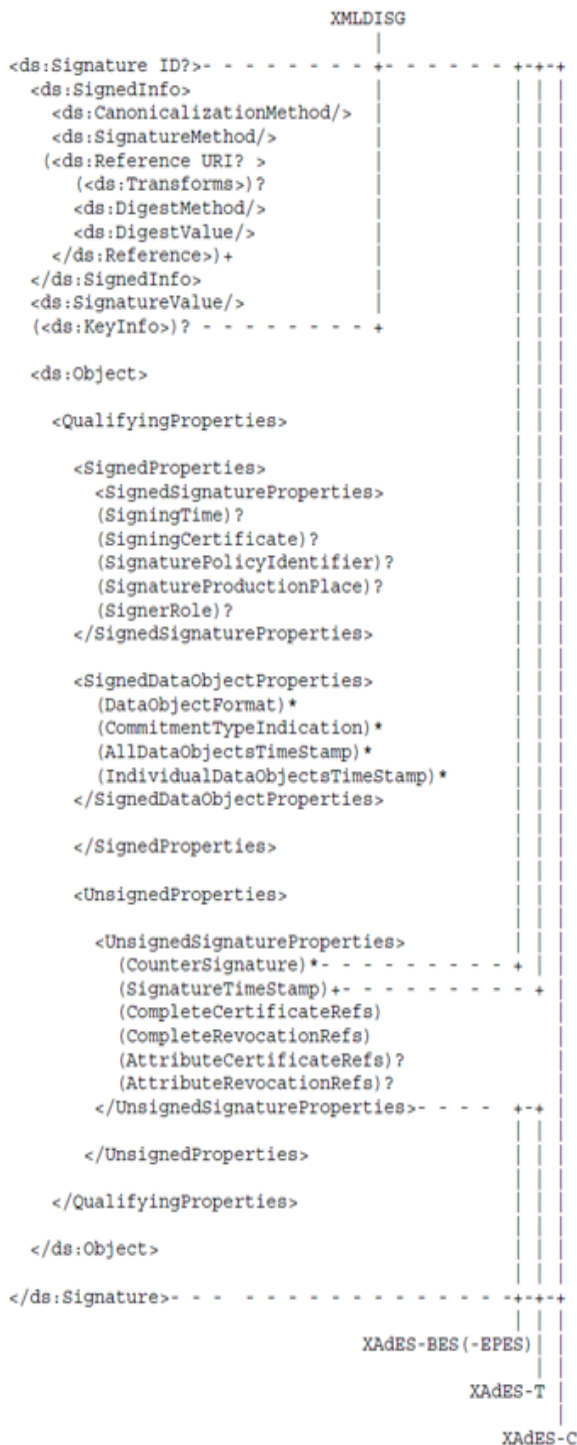 XMLDISG
|
<ds:Signature ID?>- - - - - - - - +- - - - - - +-+-+
<ds:SignedInfo> | | | |
<ds:CanonicalizationMethod/> | | | |
<ds:SignatureMethod/> | | | |
(<ds:Reference URI? > | | | |
(<ds:Transforms>)? | | | |
<ds:DigestMethod/> | | | |
<ds:DigestValue/> | | | |
</ds:Reference>)+ | | | |
</ds:SignedInfo> | | | |
<ds:SignatureValue/> | | | |
(<ds:KeyInfo>)? - - - - - - - - + | | |
<ds:Object> | | |
<QualifyingProperties> | | |
<SignedProperties> | | |
<SignedSignatureProperties> | | |
(SigningTime)? | | |
(SigningCertificate)? | | |
(SignaturePolicyIdentifier)? | | |
(SignatureProductionPlace)? | | |
(SignerRole)? | | |
</SignedSignatureProperties> | | |
<SignedDataObjectProperties> | | |
(DataObjectFormat)* | | |
(CommitmentTypeIndication)* | | |
(AllDataObjectsTimeStamp)* | | |
(IndividualDataObjectsTimeStamp)* | | |
</SignedDataObjectProperties> | | |
</SignedProperties> | | |
<UnsignedProperties> | | |
<UnsignedSignatureProperties> | | |
(CounterSignature)*- - - - - - - - - + | |
(SignatureTimeStamp)+- - - - - - - - - + |
(CompleteCertificateRefs) |
(CompleteRevocationRefs) |
(AttributeCertificateRefs)? |
(AttributeRevocationRefs)? |
</UnsignedSignatureProperties>- - - - +-+ |
</UnsignedProperties> | | |
</QualifyingProperties> | | |
</ds:Object> | | |
</ds:Signature>- - - - - - - - - - - - - - - -+-+-+
| | |
XAdES-BES(-EPES)| |
| |
XAdES-T |
|
XAdES-C